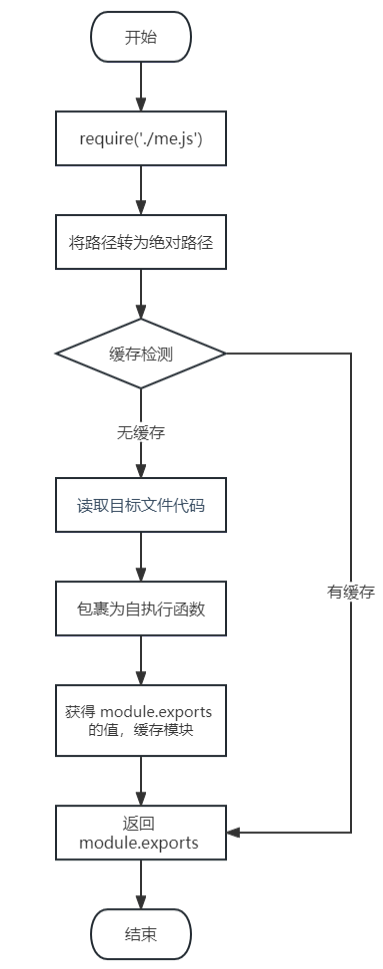 开始
require('./me.js')
将路径转为绝对路径
缓存检测
无缓存
读取目标文件代码
有缓存
包裹为自执行函数
获得 module.exports
的值，缓存模块
返回
module.exports
结束